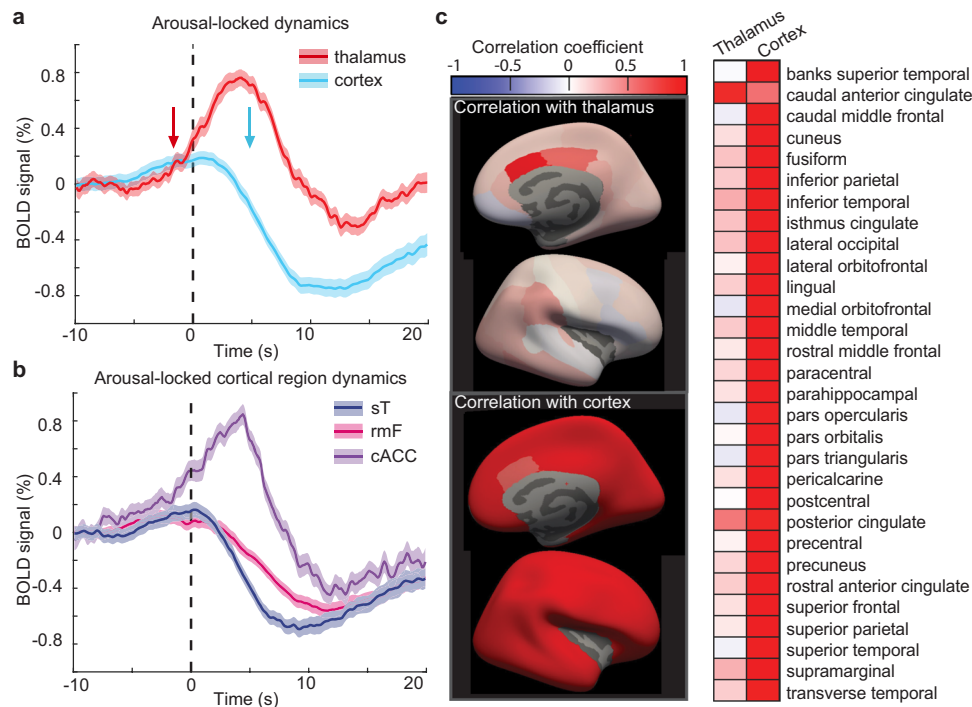 a
Arousal-locked dynamics
thalamus
cortex
BOLD signal (%)
0.8
0.4
0
-0.4
-0.8
-10
0
10
20
Time (s)
b
Arousal-locked cortical region dynamics
sT
rmF
cACC
BOLD signal (%)
0.8
0.4
0
-0.4
-0.8
-10
0
10
20
Time (s)
c
Correlation coefficient
-1 -0.5 0 0.5 1
Correlation with thalamus
Correlation with cortex
Thalamus
Cortex
banks superior temporal
caudal anterior cingulate
caudal middle frontal
cuneus
fusiform
inferior parietal
inferior temporal
isthmus cingulate
lateral occipital
lateral orbitofrontal
lingual
medial orbitofrontal
middle temporal
rostral middle frontal
paracentral
parahippocampal
pars opercularis
pars orbitalis
pars triangularis
pericalcarine
postcentral
posterior cingulate
precentral
precuneus
rostral anterior cingulate
superior frontal
superior parietal
superior temporal
supramarginal
transverse temporal